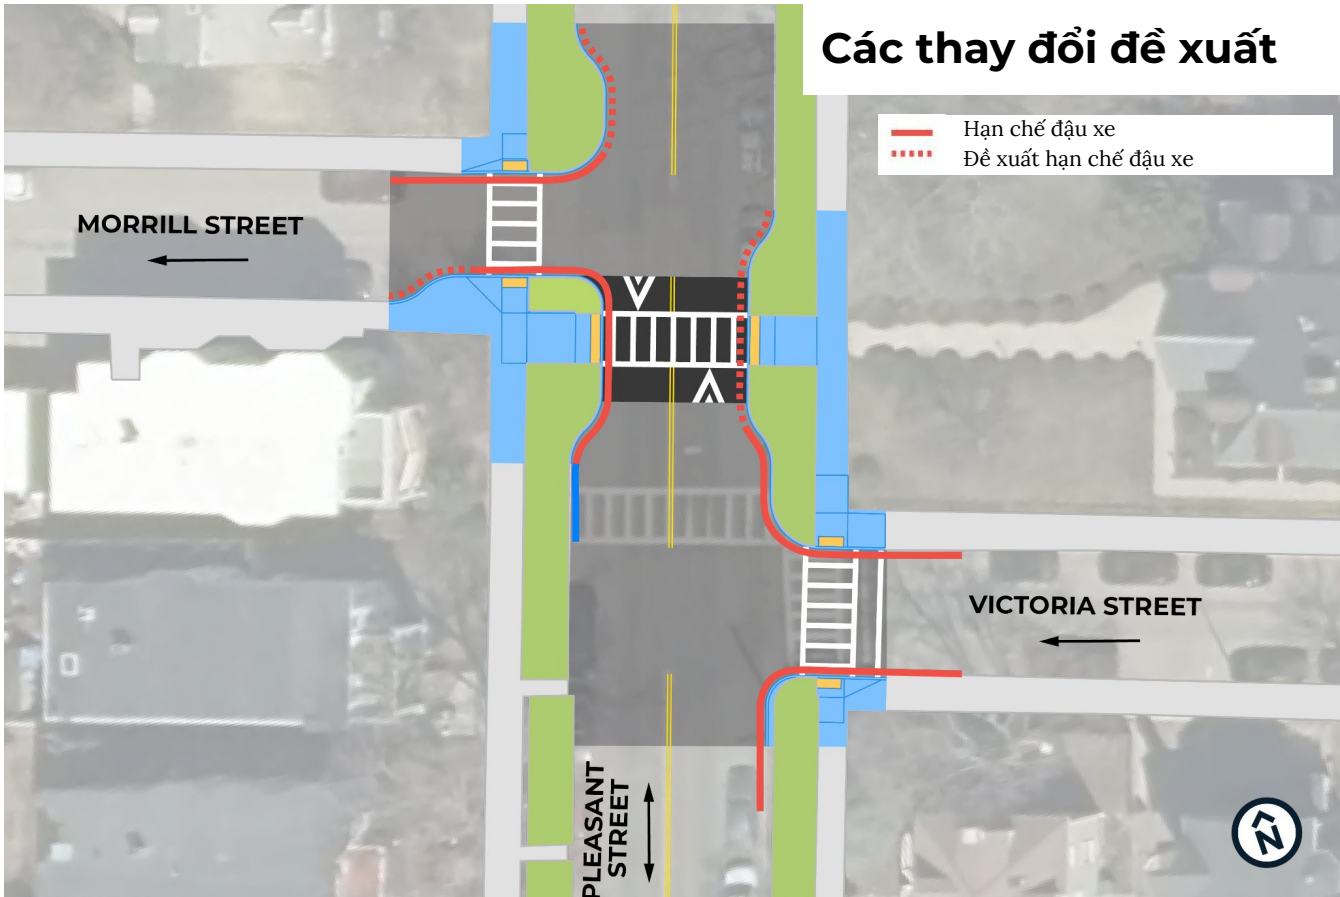 Các thay đổi đề xuất
Hạn chế đậu xe
Đề xuất hạn chế đậu xe
MORRILL STREET
VICTORIA STREET
PLEASANT
STREET
N